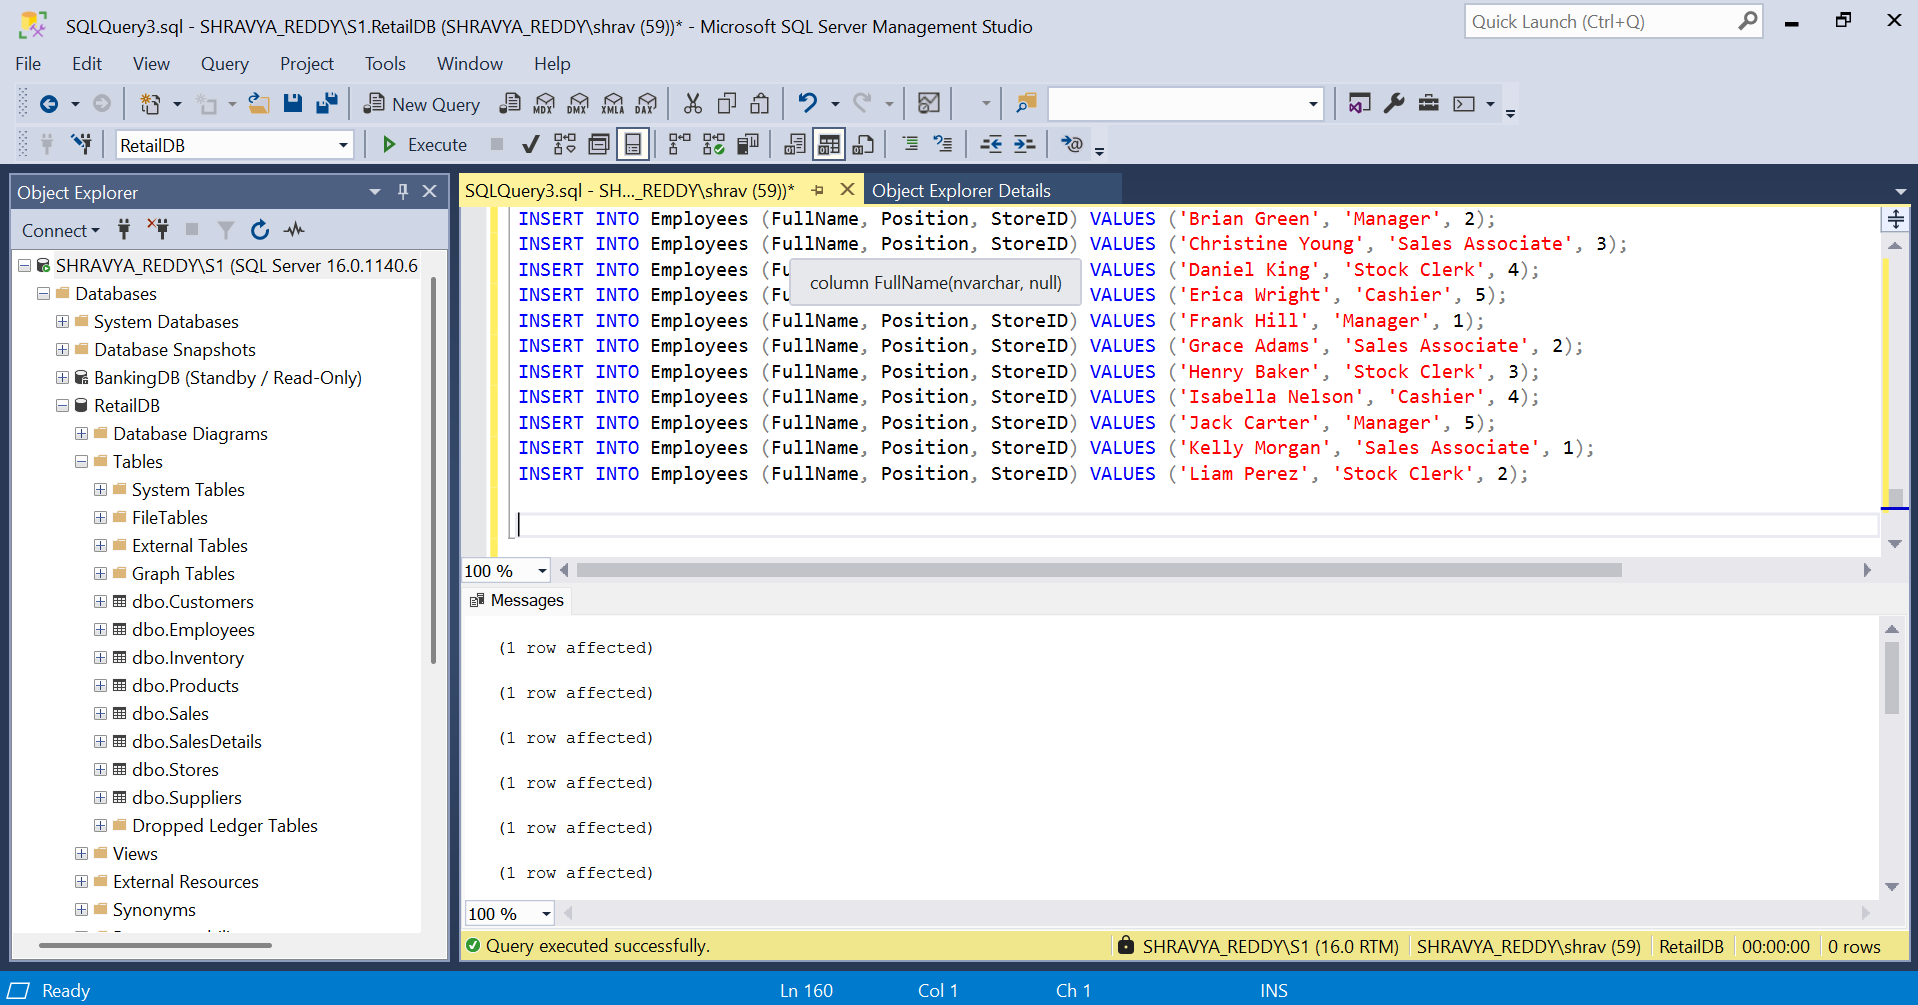 SQLQuery3.sql - SHRAVYA_REDDY\S1.RetailDB (SHRAVYA_REDDY\shrav (59))* - Microsoft SQL Server Management Studio
Quick Launch (Ctrl+Q)
File Edit View Query Project Tools Window Help
New Query
MDX DMX XMLA DAX
RetailDB
Execute
Object Explorer
Connect
SHRAVYA_REDDY\S1 (SQL Server 16.0.1140.6
Databases
System Databases
Database Snapshots
BankingDB (Standby / Read-Only)
RetailDB
Database Diagrams
Tables
System Tables
FileTables
External Tables
Graph Tables
dbo.Customers
dbo.Employees
dbo.Inventory
dbo.Products
dbo.Sales
dbo.SalesDetails
dbo.Stores
dbo.Suppliers
Dropped Ledger Tables
Views
External Resources
Synonyms
SQLQuery3.sql - SH..._REDDY\shrav (59))*
Object Explorer Details
INSERT INTO Employees (FullName, Position, StoreID) VALUES ('Brian Green', 'Manager', 2);
INSERT INTO Employees (FullName, Position, StoreID) VALUES ('Christine Young', 'Sales Associate', 3);
INSERT INTO Employees (Fu VALUES ('Daniel King', 'Stock Clerk', 4);
column FullName(nvarchar, null)
INSERT INTO Employees (Fu VALUES ('Erica Wright', 'Cashier', 5);
INSERT INTO Employees (FullName, Position, StoreID) VALUES ('Frank Hill', 'Manager', 1);
INSERT INTO Employees (FullName, Position, StoreID) VALUES ('Grace Adams', 'Sales Associate', 2);
INSERT INTO Employees (FullName, Position, StoreID) VALUES ('Henry Baker', 'Stock Clerk', 3);
INSERT INTO Employees (FullName, Position, StoreID) VALUES ('Isabella Nelson', 'Cashier', 4);
INSERT INTO Employees (FullName, Position, StoreID) VALUES ('Jack Carter', 'Manager', 5);
INSERT INTO Employees (FullName, Position, StoreID) VALUES ('Kelly Morgan', 'Sales Associate', 1);
INSERT INTO Employees (FullName, Position, StoreID) VALUES ('Liam Perez', 'Stock Clerk', 2);
100 %
Messages
(1 row affected)
(1 row affected)
(1 row affected)
(1 row affected)
(1 row affected)
(1 row affected)
100 %
Query executed successfully.
SHRAVYA_REDDY\S1 (16.0 RTM)
SHRAVYA_REDDY\shrav (59)
RetailDB
00:00:00
0 rows
Ready
Ln 160
Col 1
Ch 1
INS